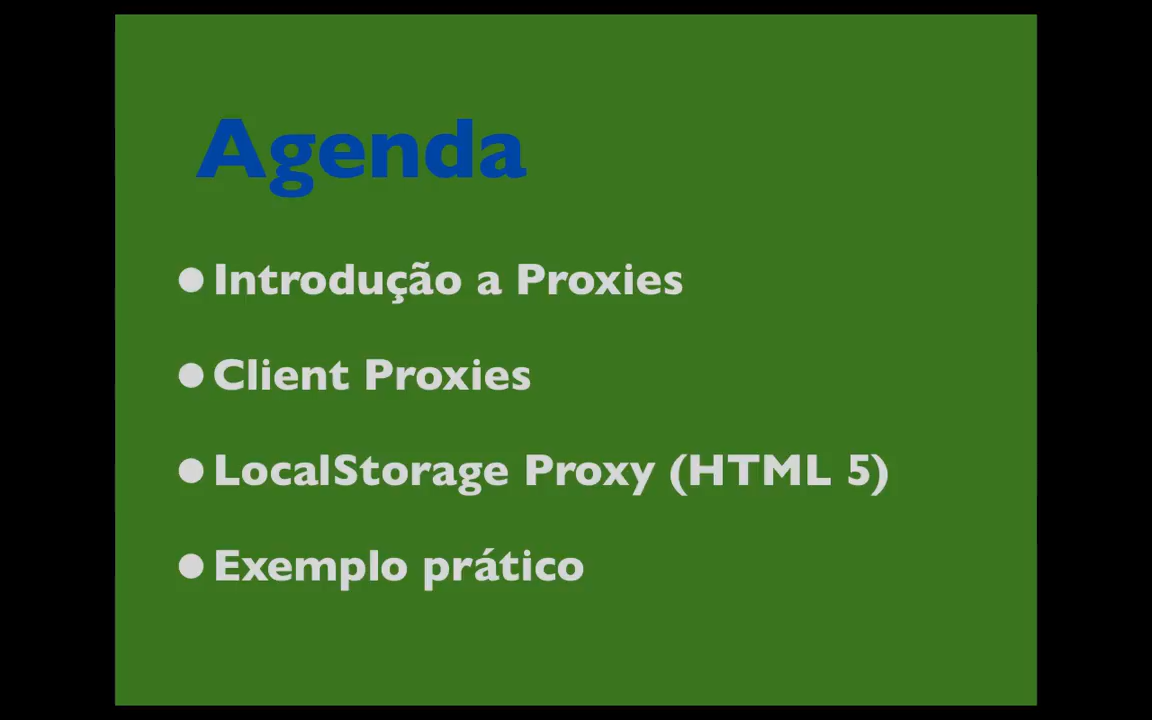 Agenda
• Introdução a Proxies
• Client Proxies
• LocalStorage Proxy (HTML 5)
• Exemplo prático